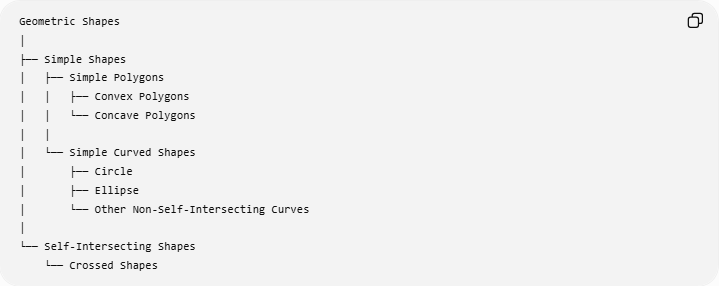 Geometric Shapes
│
├── Simple Shapes
│   ├── Simple Polygons
│   │   ├── Convex Polygons
│   │   └── Concave Polygons
│   │
│   └── Simple Curved Shapes
│       ├── Circle
│       ├── Ellipse
│       └── Other Non-Self-Intersecting Curves
│
└── Self-Intersecting Shapes
    └── Crossed Shapes